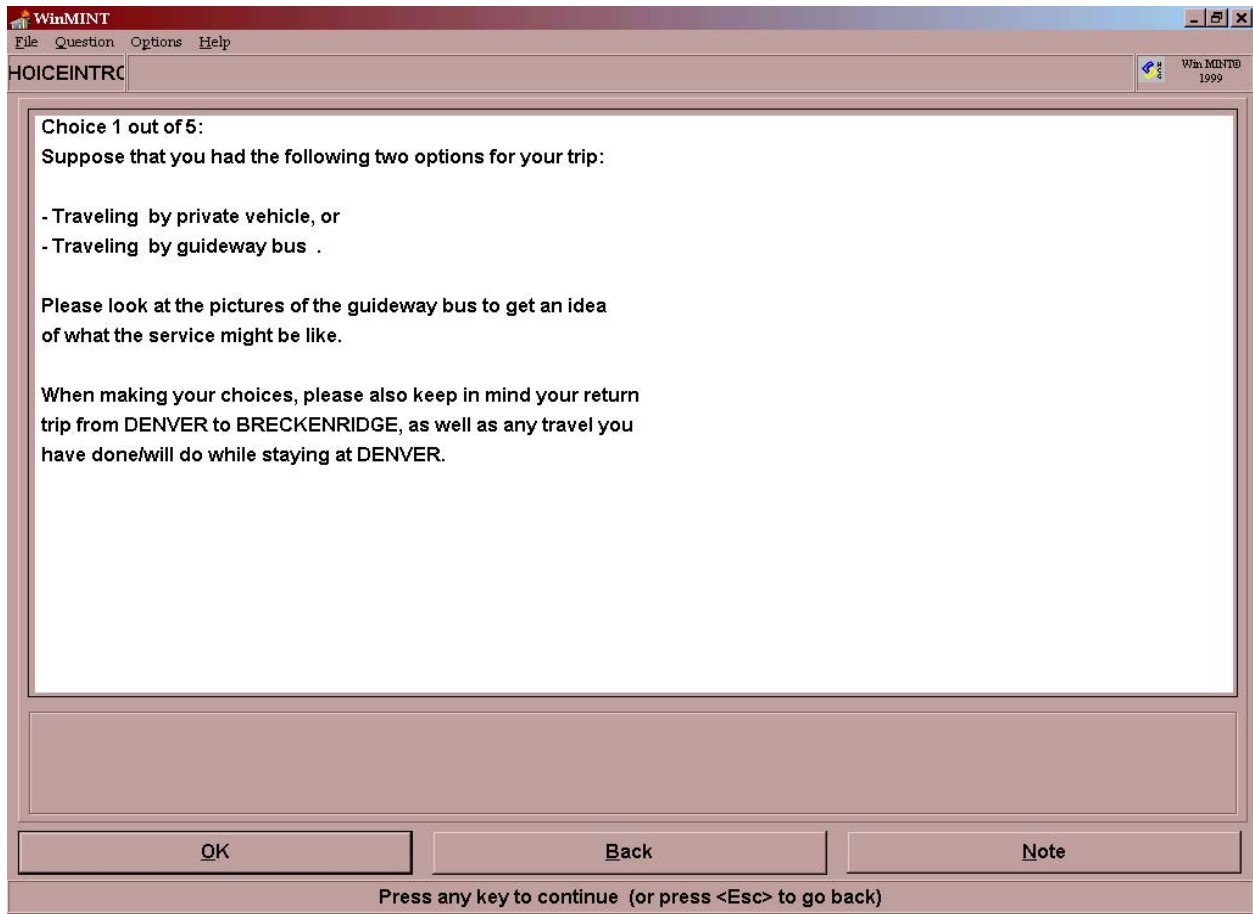 WinMINT
File Question Options Help
HOICEINTRO
Win MINT®
1999
Choice 1 out of 5:
Suppose that you had the following two options for your trip:
- Traveling by private vehicle, or
- Traveling by guideway bus .
Please look at the pictures of the guideway bus to get an idea
of what the service might be like.
When making your choices, please also keep in mind your return
trip from DENVER to BRECKENRIDGE, as well as any travel you
have done/will do while staying at DENVER.
OK Back Note
Press any key to continue (or press <Esc> to go back)